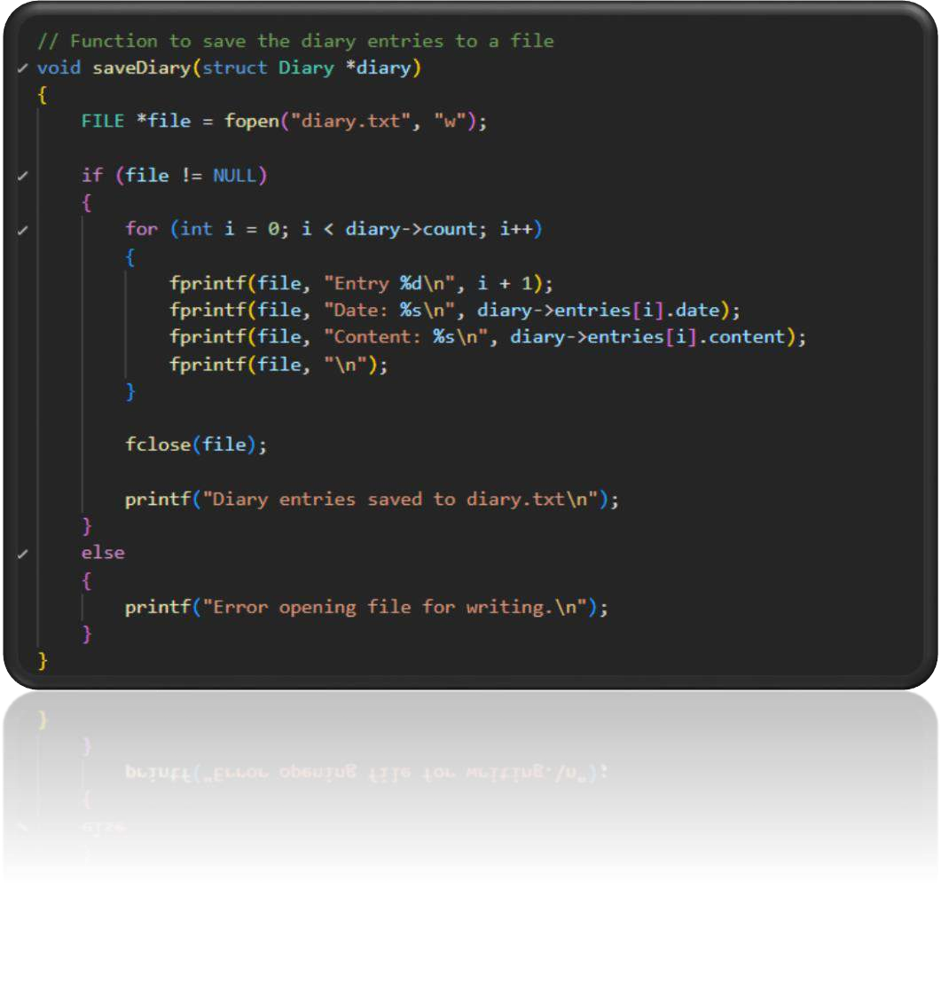 // Function to save the diary entries to a file
void saveDiary(struct Diary *diary)
{
    FILE *file = fopen("diary.txt", "w");

    if (file != NULL)
    {
        for (int i = 0; i < diary->count; i++)
        {
            fprintf(file, "Entry %d\n", i + 1);
            fprintf(file, "Date: %s\n", diary->entries[i].date);
            fprintf(file, "Content: %s\n", diary->entries[i].content);
            fprintf(file, "\n");
        }

        fclose(file);

        printf("Diary entries saved to diary.txt\n");
    }
    else
    {
        printf("Error opening file for writing.\n");
    }
}